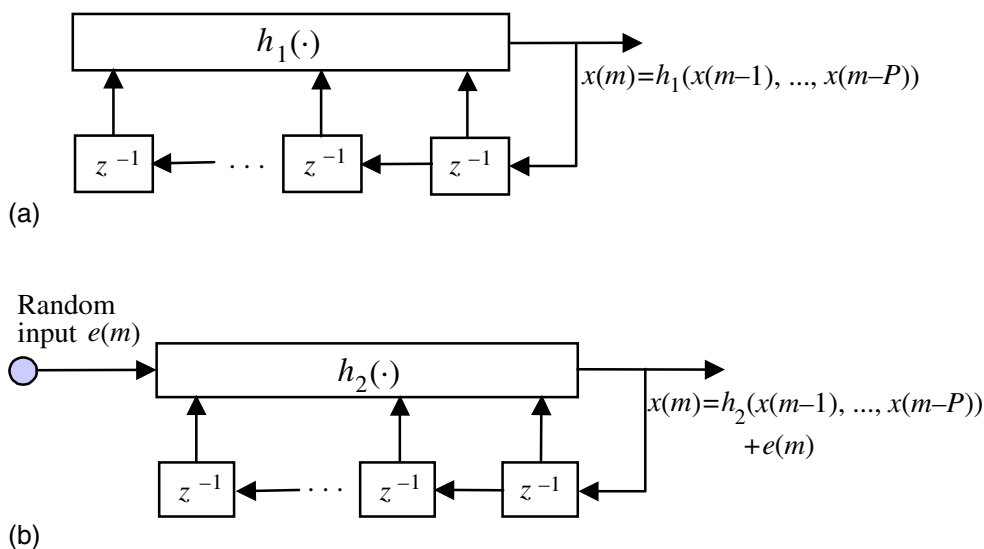 h₁(·)
x(m)=h₁(x(m–1), ..., x(m–P))
z⁻¹ · · · z⁻¹ z⁻¹
(a)
Random
input e(m)
h₂(·)
x(m)=h₂(x(m–1), ..., x(m–P))
+e(m)
z⁻¹ · · · z⁻¹ z⁻¹
(b)